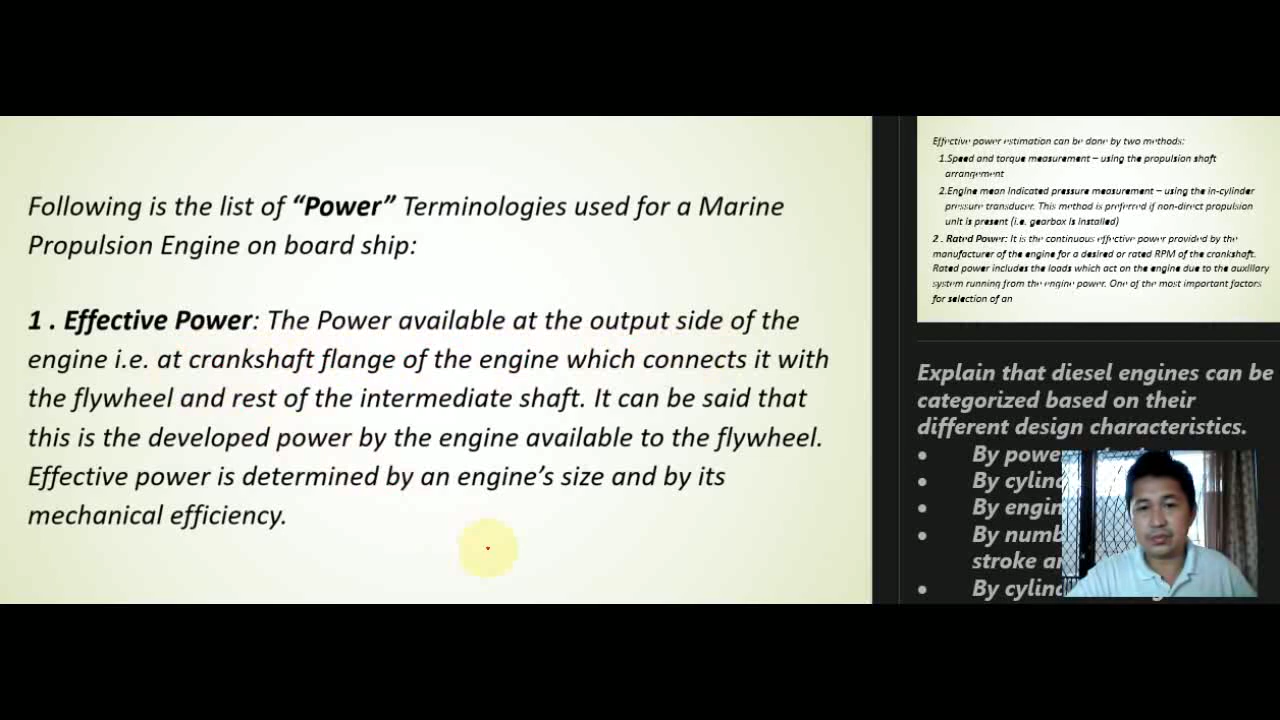 Following is the list of “Power” Terminologies used for a Marine
Propulsion Engine on board ship:
1 . Effective Power: The Power available at the output side of the
engine i.e. at crankshaft flange of the engine which connects it with
the flywheel and rest of the intermediate shaft. It can be said that
this is the developed power by the engine available to the flywheel.
Effective power is determined by an engine’s size and by its
mechanical efficiency.
Effective power estimation can be done by two methods:
1.Speed and torque measurement – using the propulsion shaft
arrangement
2.Engine mean indicated pressure measurement – using the in-cylinder
pressure transducer. This method is preferred if non-direct propulsion
unit is present (i.e. gearbox is installed)
2 . Rated Power: It is the continuous effective power provided by the
manufacturer of the engine for a desired or rated RPM of the crankshaft.
Rated power includes the loads which act on the engine due to the auxiliary
system running from the engine power. One of the most important factors
for selection of an
Explain that diesel engines can be
categorized based on their
different design characteristics.
• By
• By
• By
• By
stroke
• By